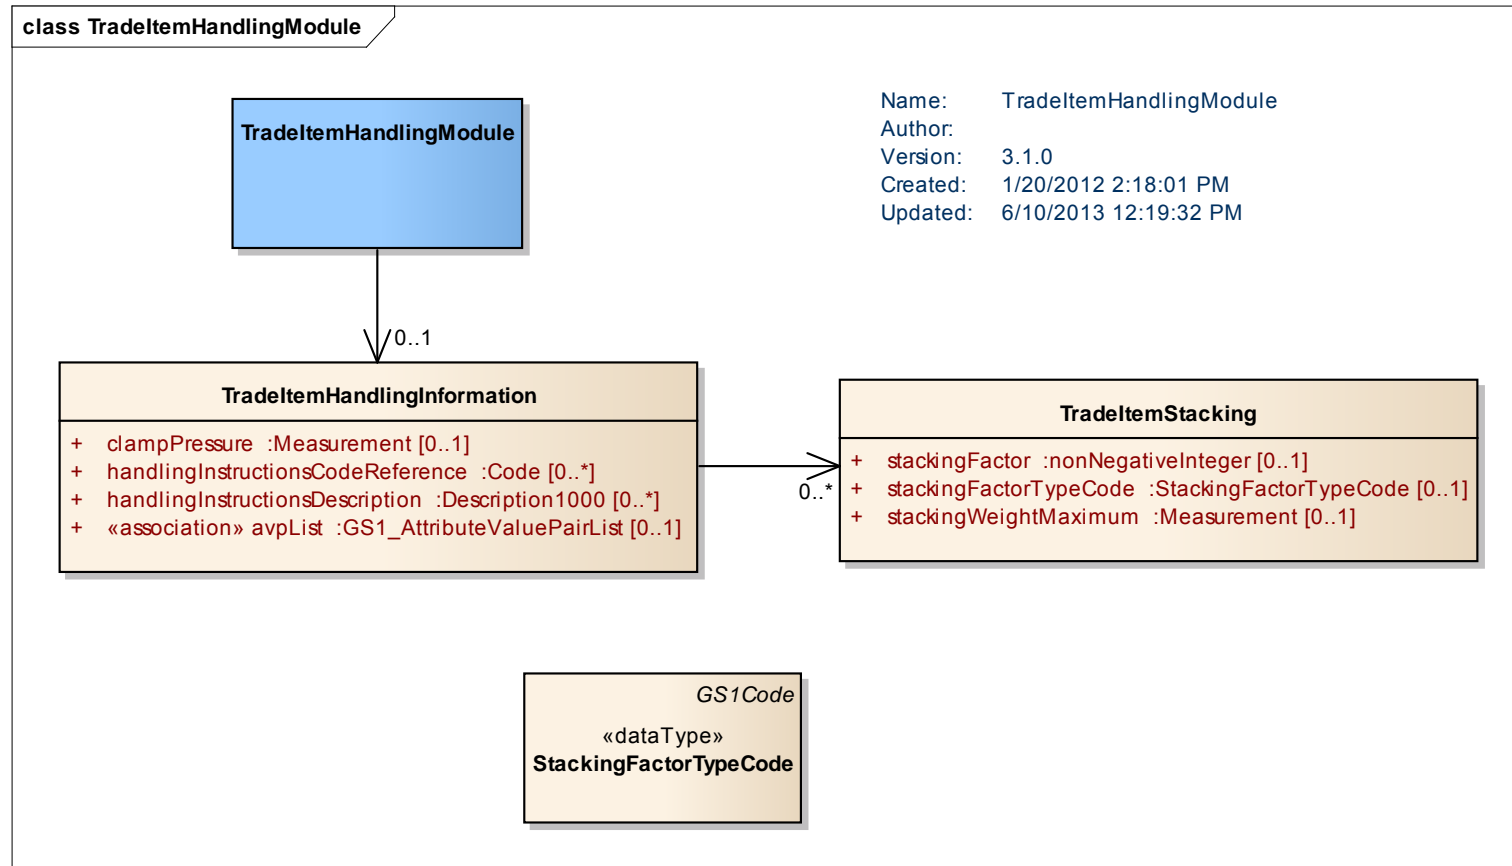 class TradeItemHandlingModule
TradeItemHandlingModule
Name: TradeItemHandlingModule
Author:
Version: 3.1.0
Created: 1/20/2012 2:18:01 PM
Updated: 6/10/2013 12:19:32 PM
0..1
TradeItemHandlingInformation
+ clampPressure :Measurement [0..1]
+ handlingInstructionsCodeReference :Code [0..*]
+ handlingInstructionsDescription :Description1000 [0..*]
+ «association» avpList :GS1_AttributeValuePairList [0..1]
0..*
TradeItemStacking
+ stackingFactor :nonNegativeInteger [0..1]
+ stackingFactorTypeCode :StackingFactorTypeCode [0..1]
+ stackingWeightMaximum :Measurement [0..1]
GS1Code
«dataType»
StackingFactorTypeCode